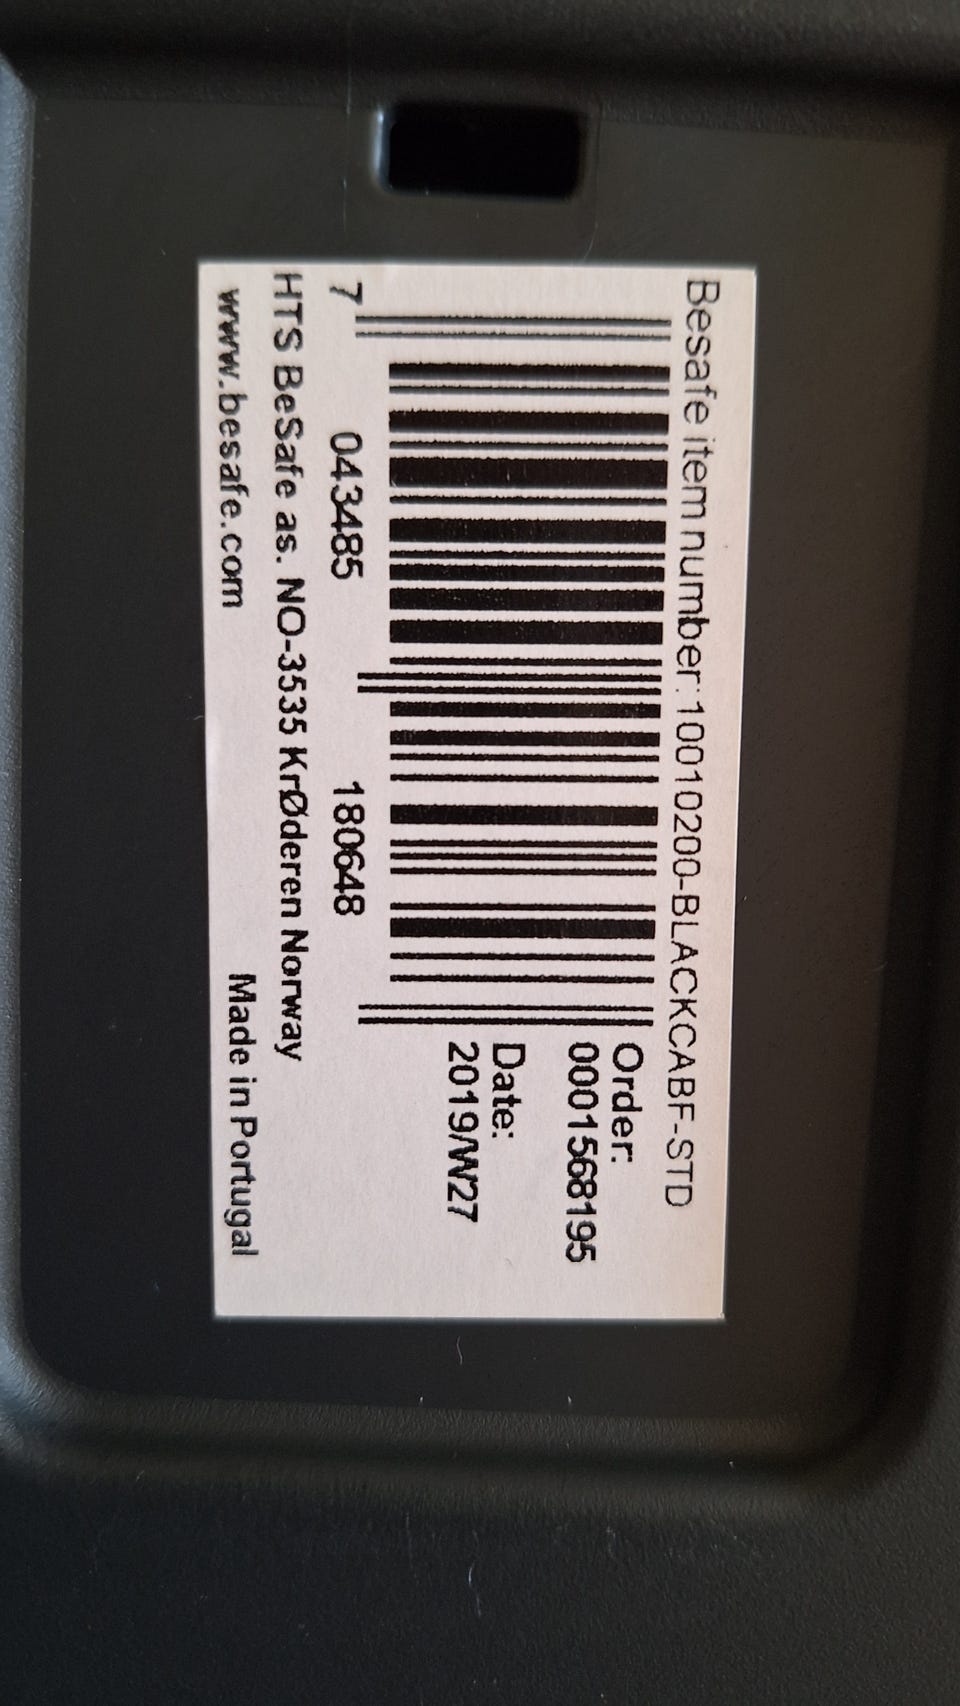 Besafe item number: 10010200-BLACKCABF-STD
Order:
0001568195
Date:
2019/W27
7 043485 180648
HTS BeSafe as. NO-3535 KrØderen Norway
www.besafe.com Made in Portugal